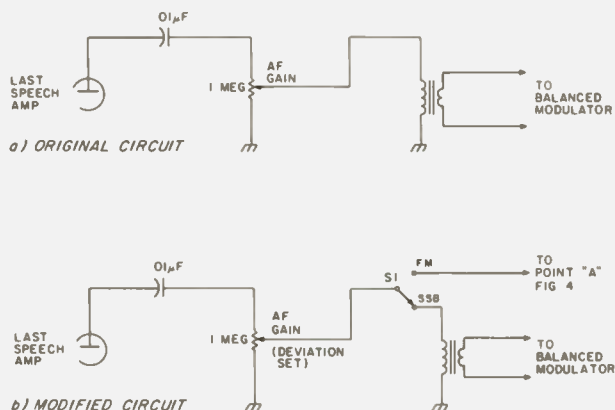 .01µF
LAST
SPEECH
AMP
1 MEG
AF
GAIN
TO
BALANCED
MODULATOR
a) ORIGINAL CIRCUIT
.01µF
LAST
SPEECH
AMP
1 MEG
AF
GAIN
(DEVIATION
SET)
S1
FM
SSB
TO
POINT "A"
FIG 4
TO
BALANCED
MODULATOR
b) MODIFIED CIRCUIT